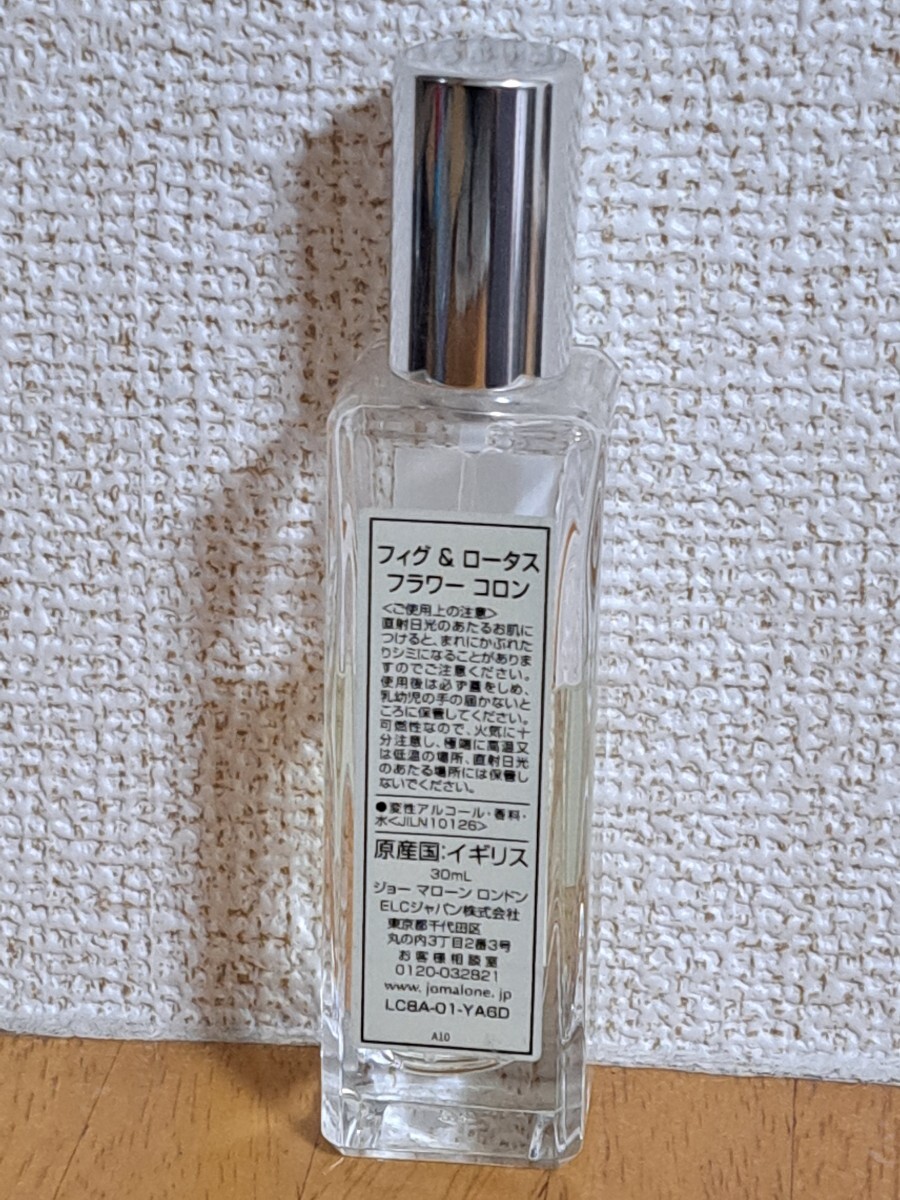 フィグ & ロータス
フラワー コロン
<ご使用上の注意>
直射日光のあたるお肌に
つけると、まれにかぶれた
りシミになることがありま
すのでご注意ください。
使用後は必ず蓋をしめ、
乳幼児の手の届かないと
ころに保管してください。
可燃性なので、火気に十
分注意し、極端に高温又
は低温の場所、直射日光
のあたる場所には保管し
ないでください。
●変性アルコール・香料・
水<JILN10126>
原産国:イギリス
30mL
ジョー マローン ロンドン
ELCジャパン株式会社
東京都千代田区
丸の内3丁目2番3号
お客様相談室
0120-032821
www.jomalone.jp
LC8A-01-YA6D
A10